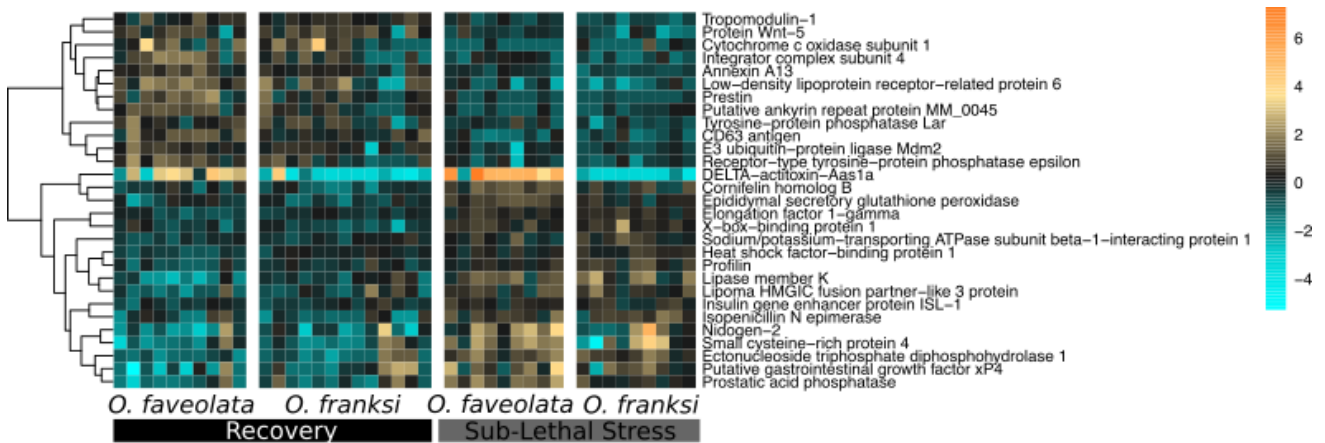 Tropomodulin−1
Protein Wnt−5
Cytochrome c oxidase subunit 1
Integrator complex subunit 4
Annexin A13
Low−density lipoprotein receptor−related protein 6
Prestin
Putative ankyrin repeat protein MM_0045
Tyrosine−protein phosphatase Lar
CD63 antigen
E3 ubiquitin−protein ligase Mdm2
Receptor−type tyrosine−protein phosphatase epsilon
DELTA−actitoxin−Aas1a
Cornifelin homolog B
Epididymal secretory glutathione peroxidase
Elongation factor 1−gamma
X−box−binding protein 1
Sodium/potassium−transporting ATPase subunit beta−1−interacting protein 1
Heat shock factor−binding protein 1
Profilin
Lipase member K
Lipoma HMGIC fusion partner−like 3 protein
Insulin gene enhancer protein ISL−1
Isopenicillin N epimerase
Nidogen−2
Small cysteine−rich protein 4
Ectonucleoside triphosphate diphosphohydrolase 1
Putative gastrointestinal growth factor xP4
Prostatic acid phosphatase
6
4
2
0
−2
−4
O. faveolata O. franksi O. faveolata O. franksi
Recovery Sub-Lethal Stress